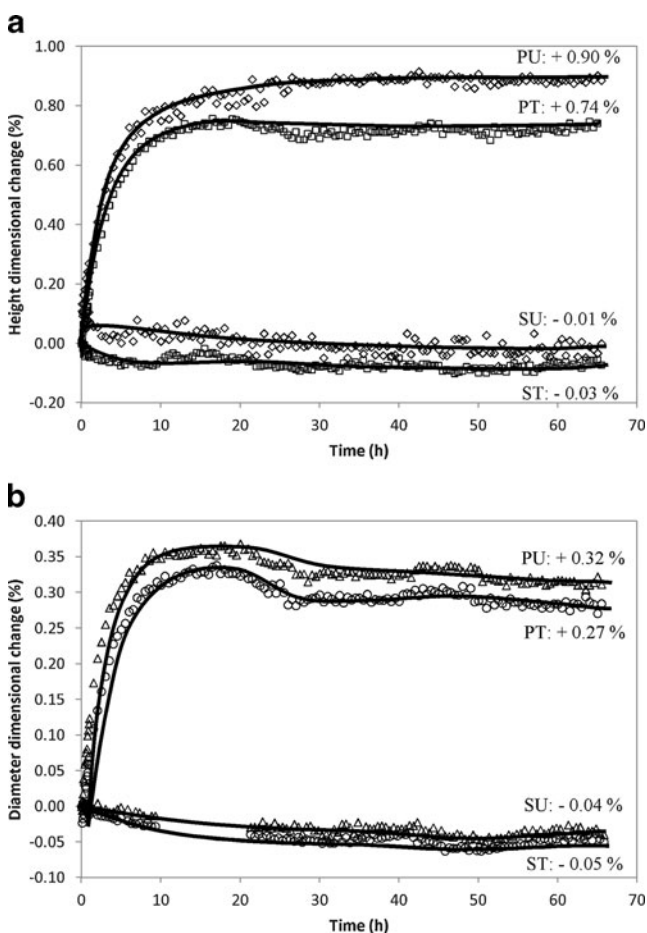 a
1.00
PU: + 0.90 %
0.80
PT: + 0.74 %
0.60
0.40
0.20
SU: - 0.01 %
0.00
ST: - 0.03 %
-0.20
0 10 20 30 40 50 60 70
Height dimensional change (%)
Time (h)
b
0.40
0.35
PU: + 0.32 %
0.30
0.25
PT: + 0.27 %
0.20
0.15
0.10
0.05
0.00
SU: - 0.04 %
-0.05
ST: - 0.05 %
-0.10
0 10 20 30 40 50 60 70
Diameter dimensional change (%)
Time (h)